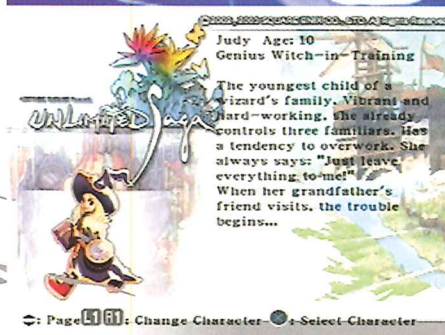 ©2002, 2003 SQUARE ENIX CO., LTD. All Rights Reserved.
Judy Age: 10
Genius Witch-in-Training
The youngest child of a
wizard's family. Vibrant and
hard-working, she already
controls three familiars. Has
a tendency to overwork. She
always says: "Just leave
everything to me!"
When her grandfather's
friend visits, the trouble
begins...
UNLimited Saga
: Page L1 R1: Change Character : Select Character